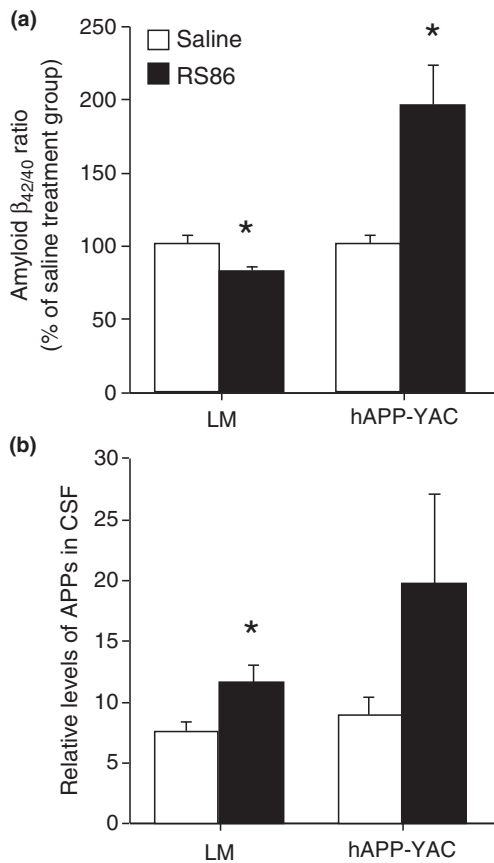 (a)
Amyloid β42/40 ratio
(% of saline treatment group)
250
200
150
100
50
0
Saline
RS86
*
*
LM
hAPP-YAC
(b)
Relative levels of APPs in CSF
30
25
20
15
10
5
0
*
LM
hAPP-YAC